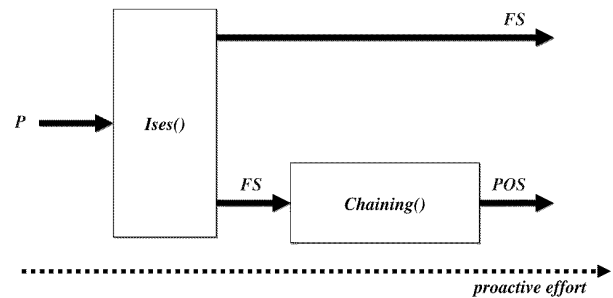 FS
P
Ises()
FS
Chaining()
POS
proactive effort